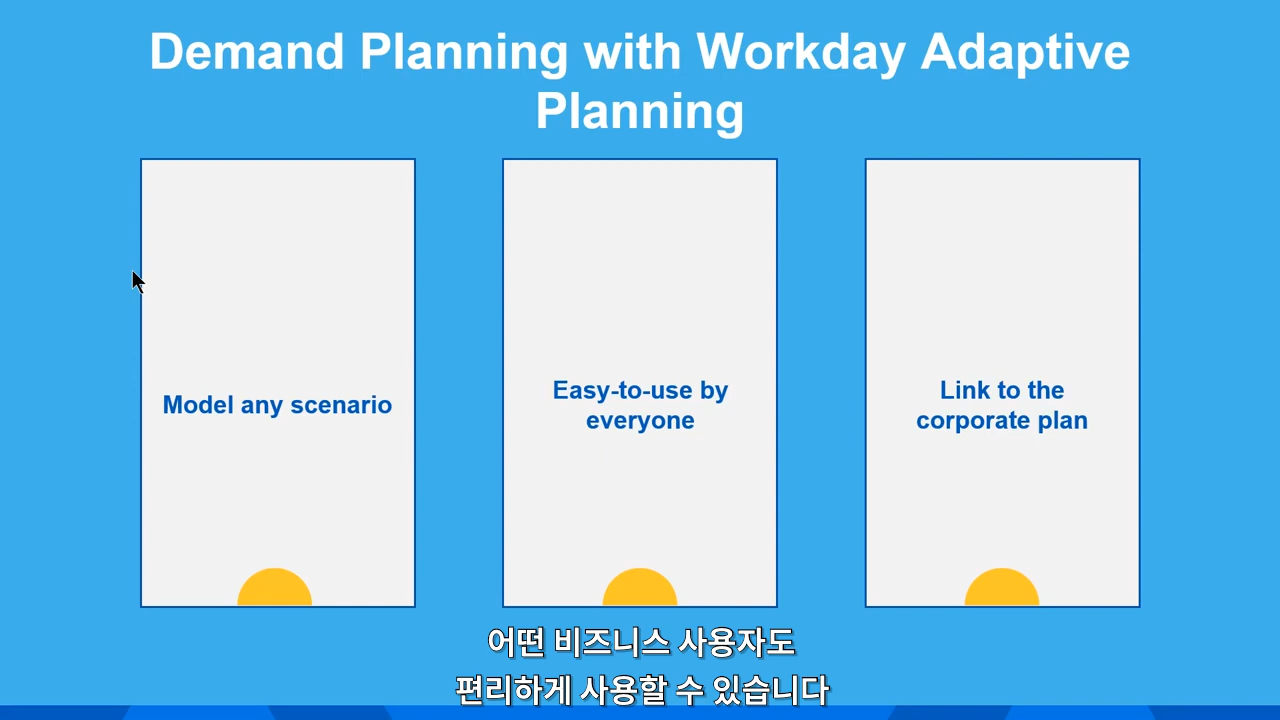 Demand Planning with Workday Adaptive
Planning
Model any scenario
Easy-to-use by
everyone
Link to the
corporate plan
어떤 비즈니스 사용자도
편리하게 사용할 수 있습니다